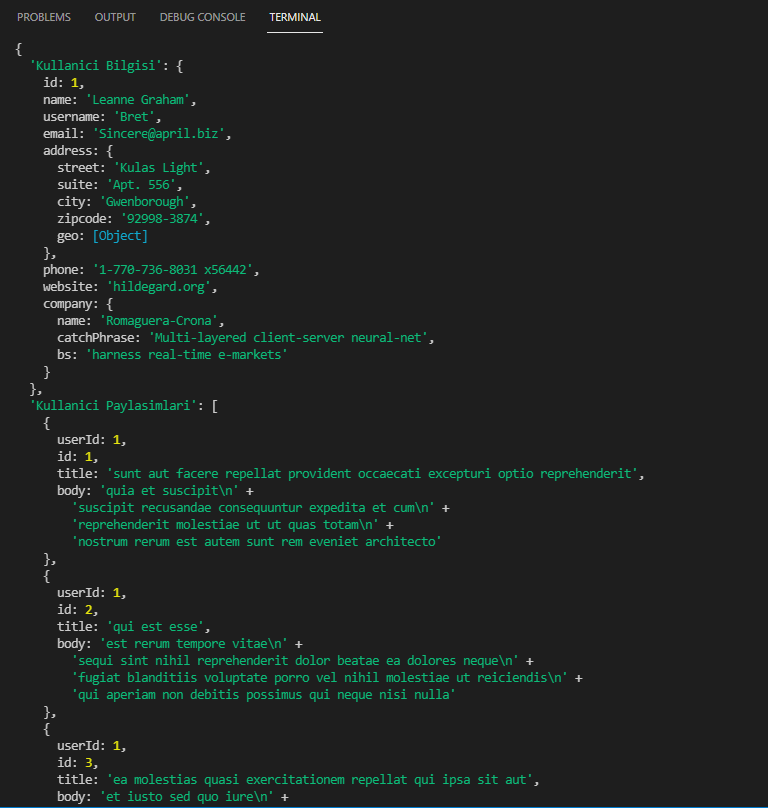 PROBLEMS OUTPUT DEBUG CONSOLE TERMINAL
{
  'Kullanici Bilgisi': {
    id: 1,
    name: 'Leanne Graham',
    username: 'Bret',
    email: 'Sincere@april.biz',
    address: {
      street: 'Kulas Light',
      suite: 'Apt. 556',
      city: 'Gwenborough',
      zipcode: '92998-3874',
      geo: [Object]
    },
    phone: '1-770-736-8031 x56442',
    website: 'hildegard.org',
    company: {
      name: 'Romaguera-Crona',
      catchPhrase: 'Multi-layered client-server neural-net',
      bs: 'harness real-time e-markets'
    }
  },
  'Kullanici Paylasimlari': [
    {
      userId: 1,
      id: 1,
      title: 'sunt aut facere repellat provident occaecati excepturi optio reprehenderit',
      body: 'quia et suscipit\n' +
        'suscipit recusandae consequuntur expedita et cum\n' +
        'reprehenderit molestiae ut ut quas totam\n' +
        'nostrum rerum est autem sunt rem eveniet architecto'
    },
    {
      userId: 1,
      id: 2,
      title: 'qui est esse',
      body: 'est rerum tempore vitae\n' +
        'sequi sint nihil reprehenderit dolor beatae ea dolores neque\n' +
        'fugiat blanditiis voluptate porro vel nihil molestiae ut reiciendis\n' +
        'qui aperiam non debitis possimus qui neque nisi nulla'
    },
    {
      userId: 1,
      id: 3,
      title: 'ea molestias quasi exercitationem repellat qui ipsa sit aut',
      body: 'et iusto sed quo iure\n' +